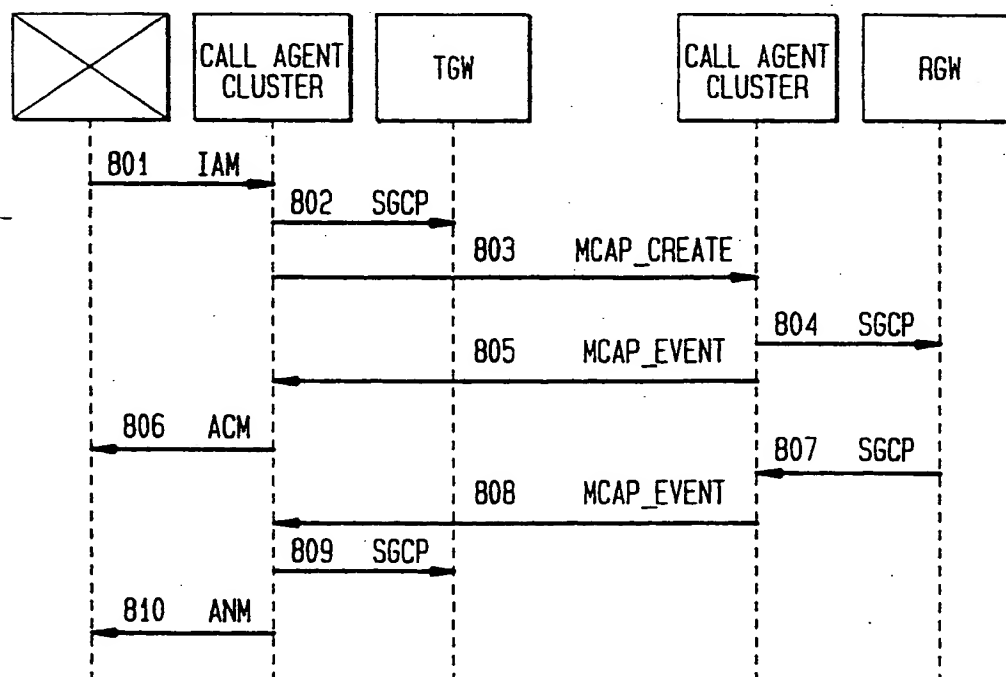 CALL AGENT
CLUSTER
TGW
CALL AGENT
CLUSTER
RGW
801 IAM
802 SGCP
803 MCAP_CREATE
804 SGCP
805 MCAP_EVENT
806 ACM
807 SGCP
808 MCAP_EVENT
809 SGCP
810 ANM